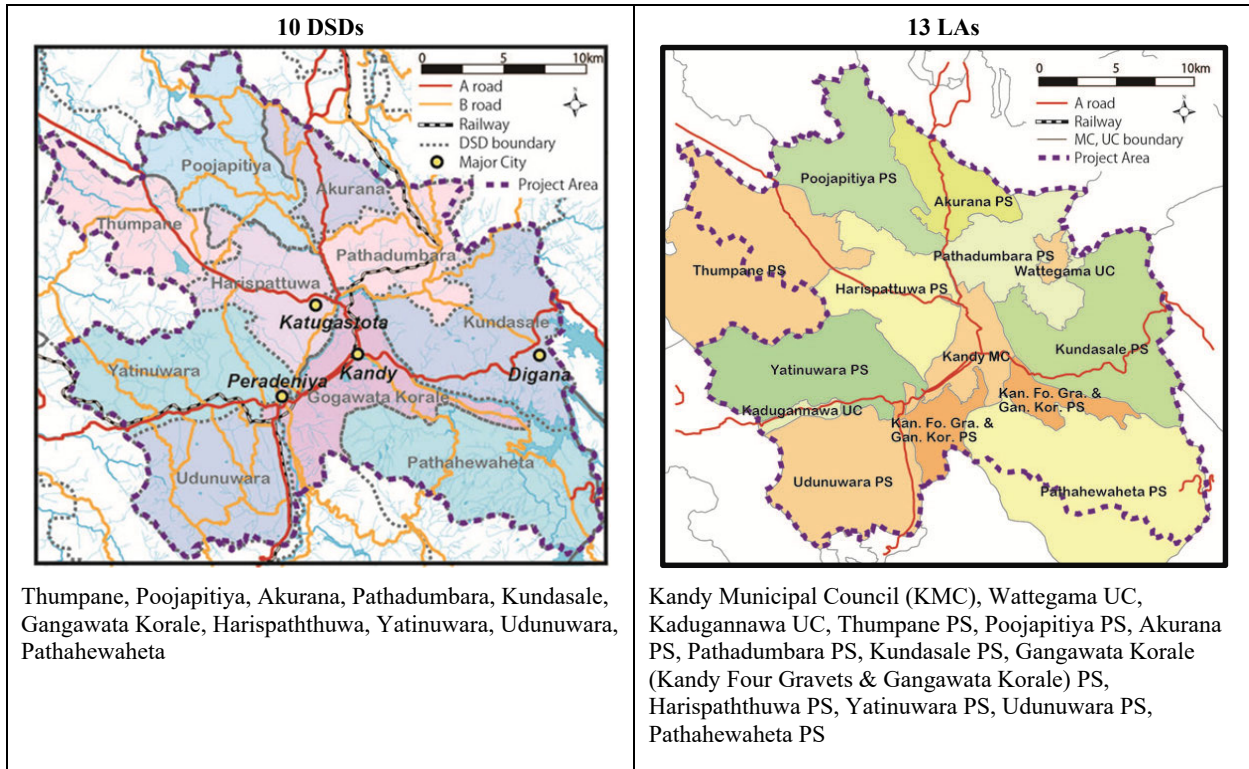 10 DSDs
0 5 10km
A road
B road
Railway
DSD boundary
Major City
Project Area
Poojapitiya
Akurana
Thumpane
Pathadumbara
Harispattuwa
Katugastota
Kundasale
Yatinuwara
Peradeniya
Kandy
Digana
Gogawata Korale
Udunuwara
Pathahewaheta
Thumpane, Poojapitiya, Akurana, Pathadumbara, Kundasale,
Gangawata Korale, Harispaththuwa, Yatinuwara, Udunuwara,
Pathahewaheta
13 LAs
0 5 10km
A road
Railway
MC, UC boundary
Project Area
Poojapitiya PS
Akurana PS
Pathadumbara PS
Wattegama UC
Thumpane PS
Harispattuwa PS
Kundasale PS
Kandy MC
Yatinuwara PS
Kan. Fo. Gra. &
Gan. Kor. PS
Kadugannawa UC
Kan. Fo. Gra. &
Gan. Kor. PS
Udunuwara PS
Pathahewaheta PS
Kandy Municipal Council (KMC), Wattegama UC,
Kadugannawa UC, Thumpane PS, Poojapitiya PS, Akurana
PS, Pathadumbara PS, Kundasale PS, Gangawata Korale
(Kandy Four Gravets & Gangawata Korale) PS,
Harispaththuwa PS, Yatinuwara PS, Udunuwara PS,
Pathahewaheta PS